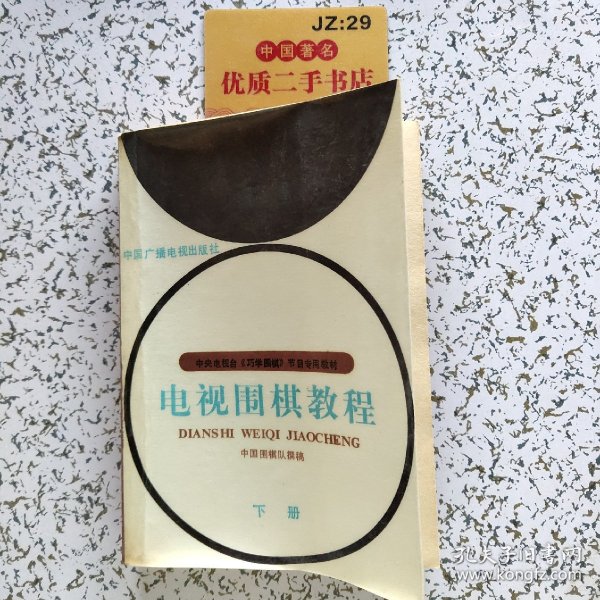 JZ:29
中国著名
优质二手书店
中国广播电视出版社
中央电视台《巧学围棋》节目专用教材
电视围棋教程
DIANSHI WEIQI JIAOCHENG
中国围棋队撰稿
下册
孔夫子旧书网
www.kongfz.com